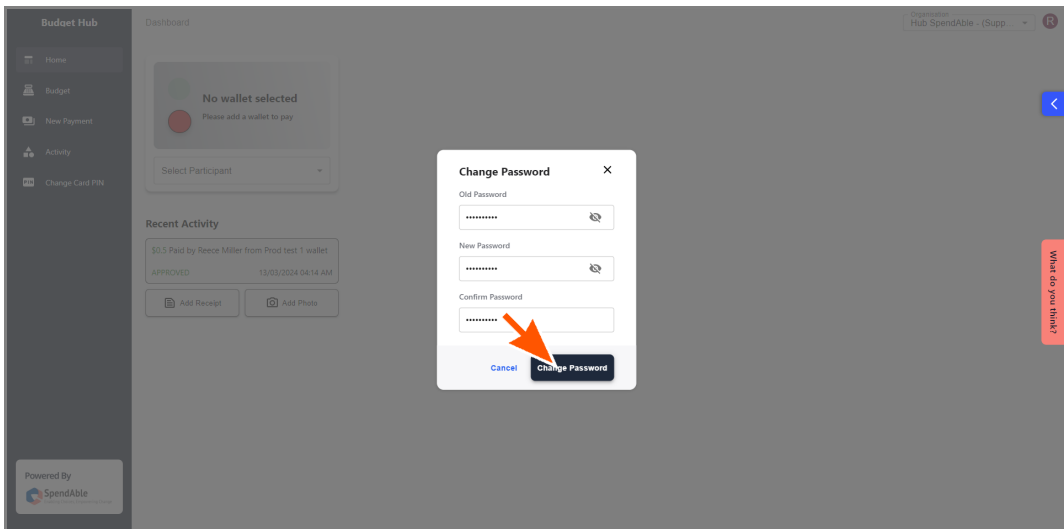 Budget Hub
Dashboard
Organisation
Hub SpendAble - (Supp...
R
Home
Budget
New Payment
Activity
PIN Change Card PIN
No wallet selected
Please add a wallet to pay
Select Participant
Recent Activity
$0.5 Paid by Reece Miller from Prod test 1 wallet
APPROVED 13/03/2024 04:14 AM
Add Receipt Add Photo
Change Password
Old Password
••••••••••
New Password
••••••••••
Confirm Password
••••••••••
Cancel Change Password
What do you think?
Powered By
SpendAble